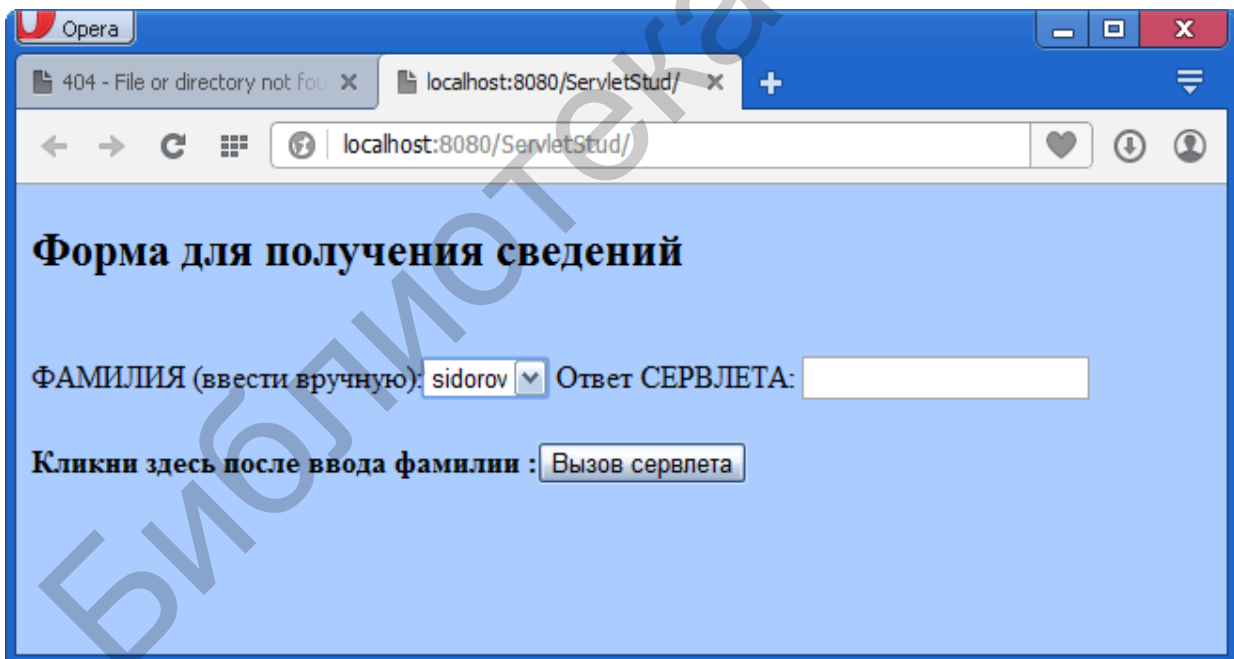 Opera
404 - File or directory not fou
localhost:8080/ServletStud/
localhost:8080/ServletStud/
Форма для получения сведений
ФАМИЛИЯ (ввести вручную): sidorov Ответ СЕРВЛЕТА:
Кликни здесь после ввода фамилии : Вызов сервлета
Библиотека